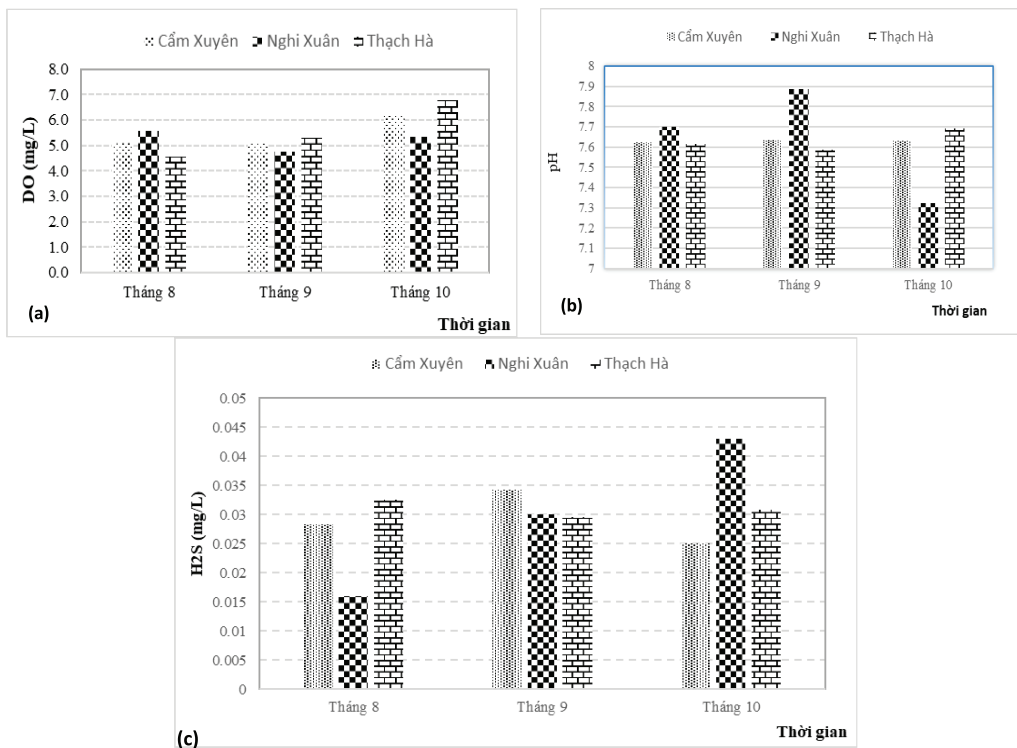 Cẩm Xuyên Nghi Xuân Thạch Hà
8.0
7.0
6.0
5.0
4.0
3.0
2.0
1.0
0.0
DO (mg/L)
Tháng 8 Tháng 9 Tháng 10
(a)
Thời gian
Cẩm Xuyên Nghi Xuân Thạch Hà
8
7.9
7.8
7.7
7.6
7.5
7.4
7.3
7.2
7.1
7
pH
Tháng 8 Tháng 9 Tháng 10
(b)
Thời gian
Cẩm Xuyên Nghi Xuân Thạch Hà
0.05
0.045
0.04
0.035
0.03
0.025
0.02
0.015
0.01
0.005
0
H2S (mg/L)
Tháng 8 Tháng 9 Tháng 10
(c)
Thời gian